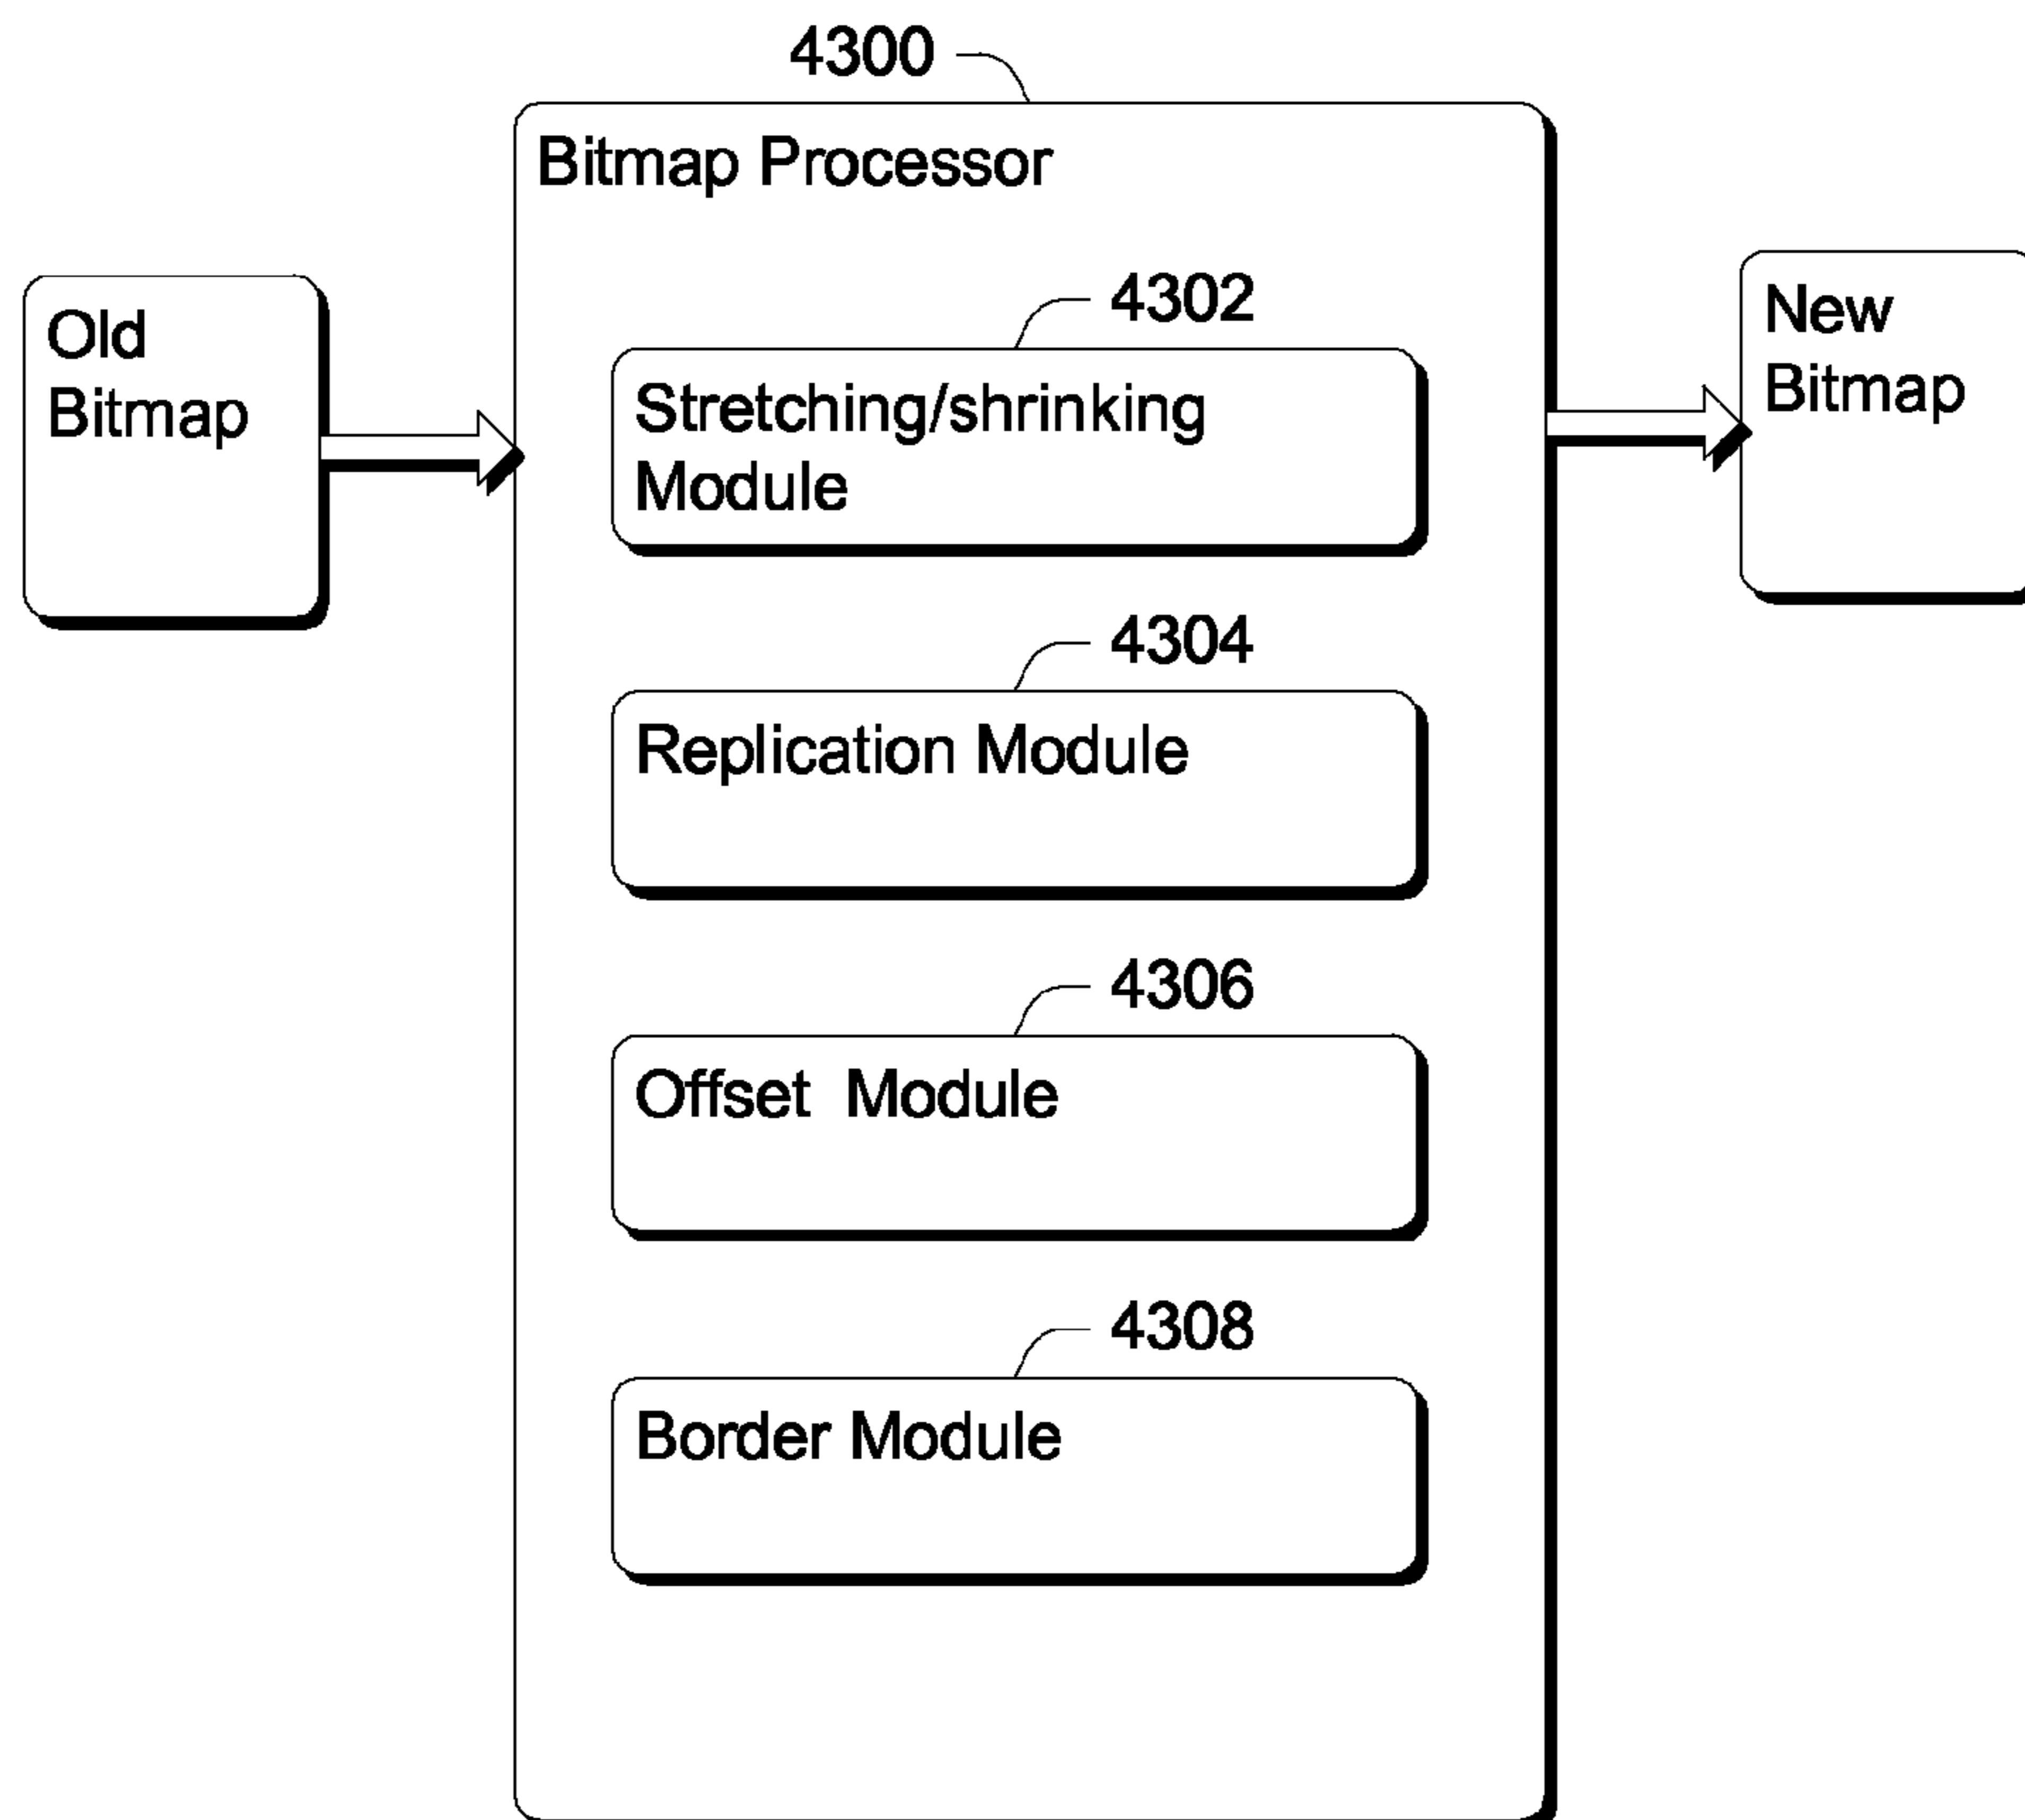 4300
Bitmap Processor
Old
Bitmap
4302
Stretching/shrinking
Module
4304
Replication Module
4306
Offset Module
4308
Border Module
New
Bitmap